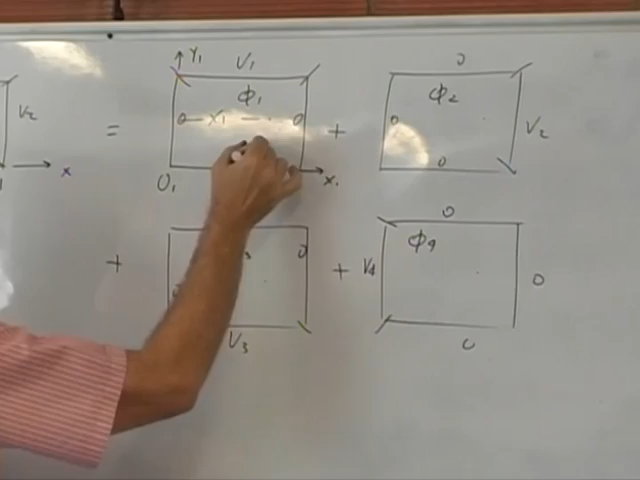 Y₁ V₁ 0
V₂ ϕ₁ ϕ₂
= 0 X₁ 0 + 0 V₂
x O₁ x₁ 0
0
+ 0 + V₄ ϕ₄ 0
V₃ 0